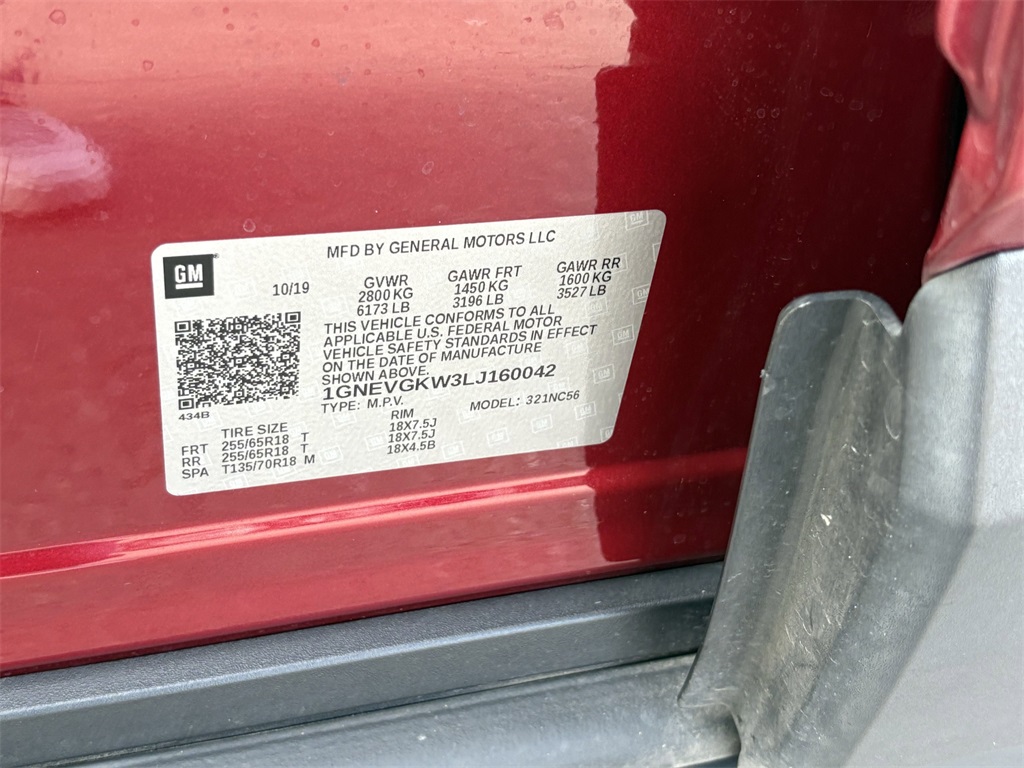 MFD BY GENERAL MOTORS LLC
GM
10/19
GVWR GAWR FRT GAWR RR
2800 KG 1450 KG 1600 KG
6173 LB 3196 LB 3527 LB
THIS VEHICLE CONFORMS TO ALL
APPLICABLE U.S. FEDERAL MOTOR
VEHICLE SAFETY STANDARDS IN EFFECT
ON THE DATE OF MANUFACTURE
SHOWN ABOVE.
1GNEVGKW3LJ160042
434B
TYPE: M.P.V. MODEL: 321NC56
TIRE SIZE RIM
FRT 255/65R18 T 18X7.5J
RR 255/65R18 T 18X7.5J
SPA T135/70R18 M 18X4.5B